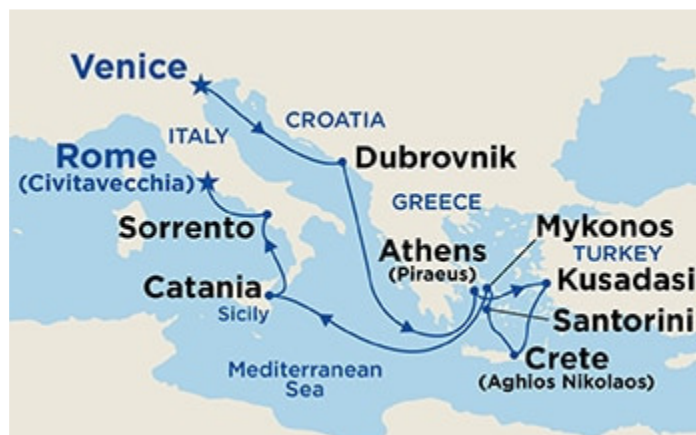 Venice
CROATIA
ITALY
Rome
(Civitavecchia)
Dubrovnik
GREECE
Sorrento
Mykonos
Athens
(Piraeus)
TURKEY
Kusadasi
Catania
Sicily
Santorini
Crete
(Aghios Nikolaos)
Mediterranean
Sea